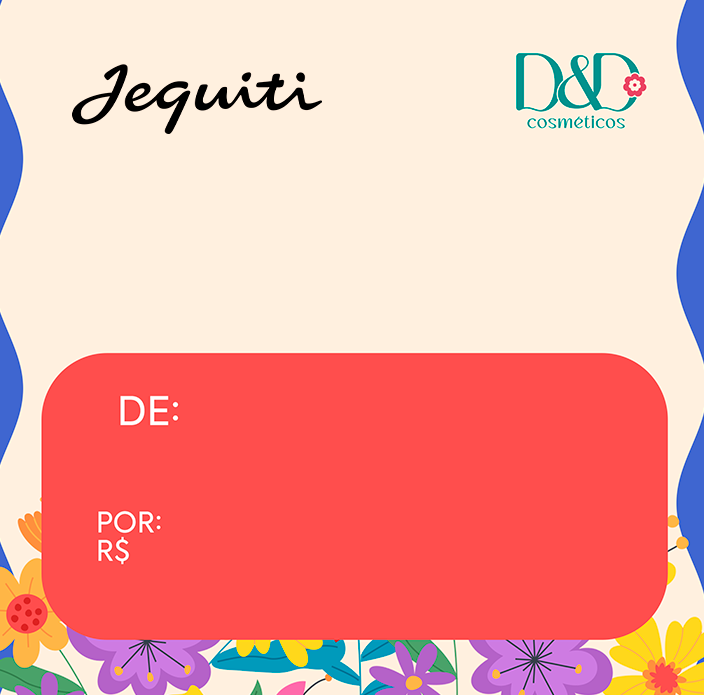 Jequiti
D&D
cosméticos
DE:
POR:
R$